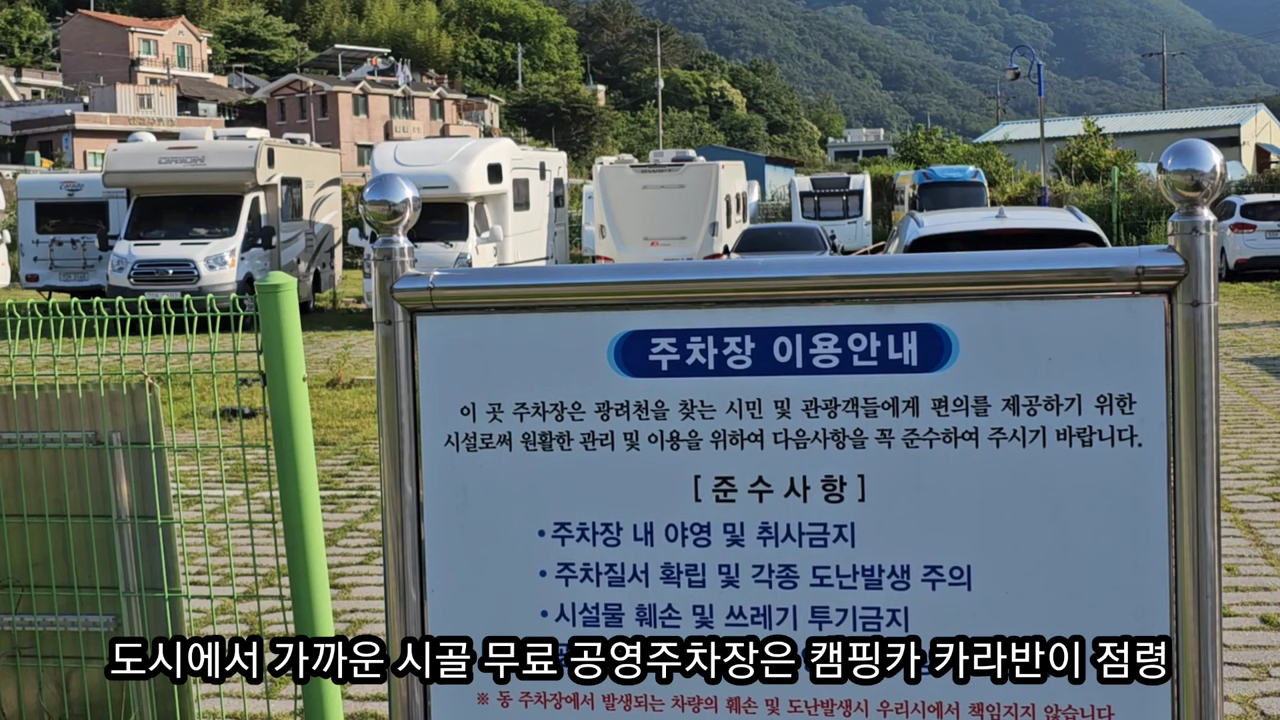 주차장 이용안내
이 곳 주차장은 광려천을 찾는 시민 및 관광객들에게 편의를 제공하기 위한
시설로써 원활한 관리 및 이용을 위하여 다음사항을 꼭 준수하여 주시기 바랍니다.
[준수사항]
• 주차장 내 야영 및 취사금지
• 주차질서 확립 및 각종 도난발생 주의
• 시설물 훼손 및 쓰레기 투기금지
도시에서 가까운 시골 무료 공영주차장은 캠핑카 카라반이 점령
※ 동 주차장에서 발생되는 차량의 훼손 및 도난발생시 우리시에서 책임지지 않습니다